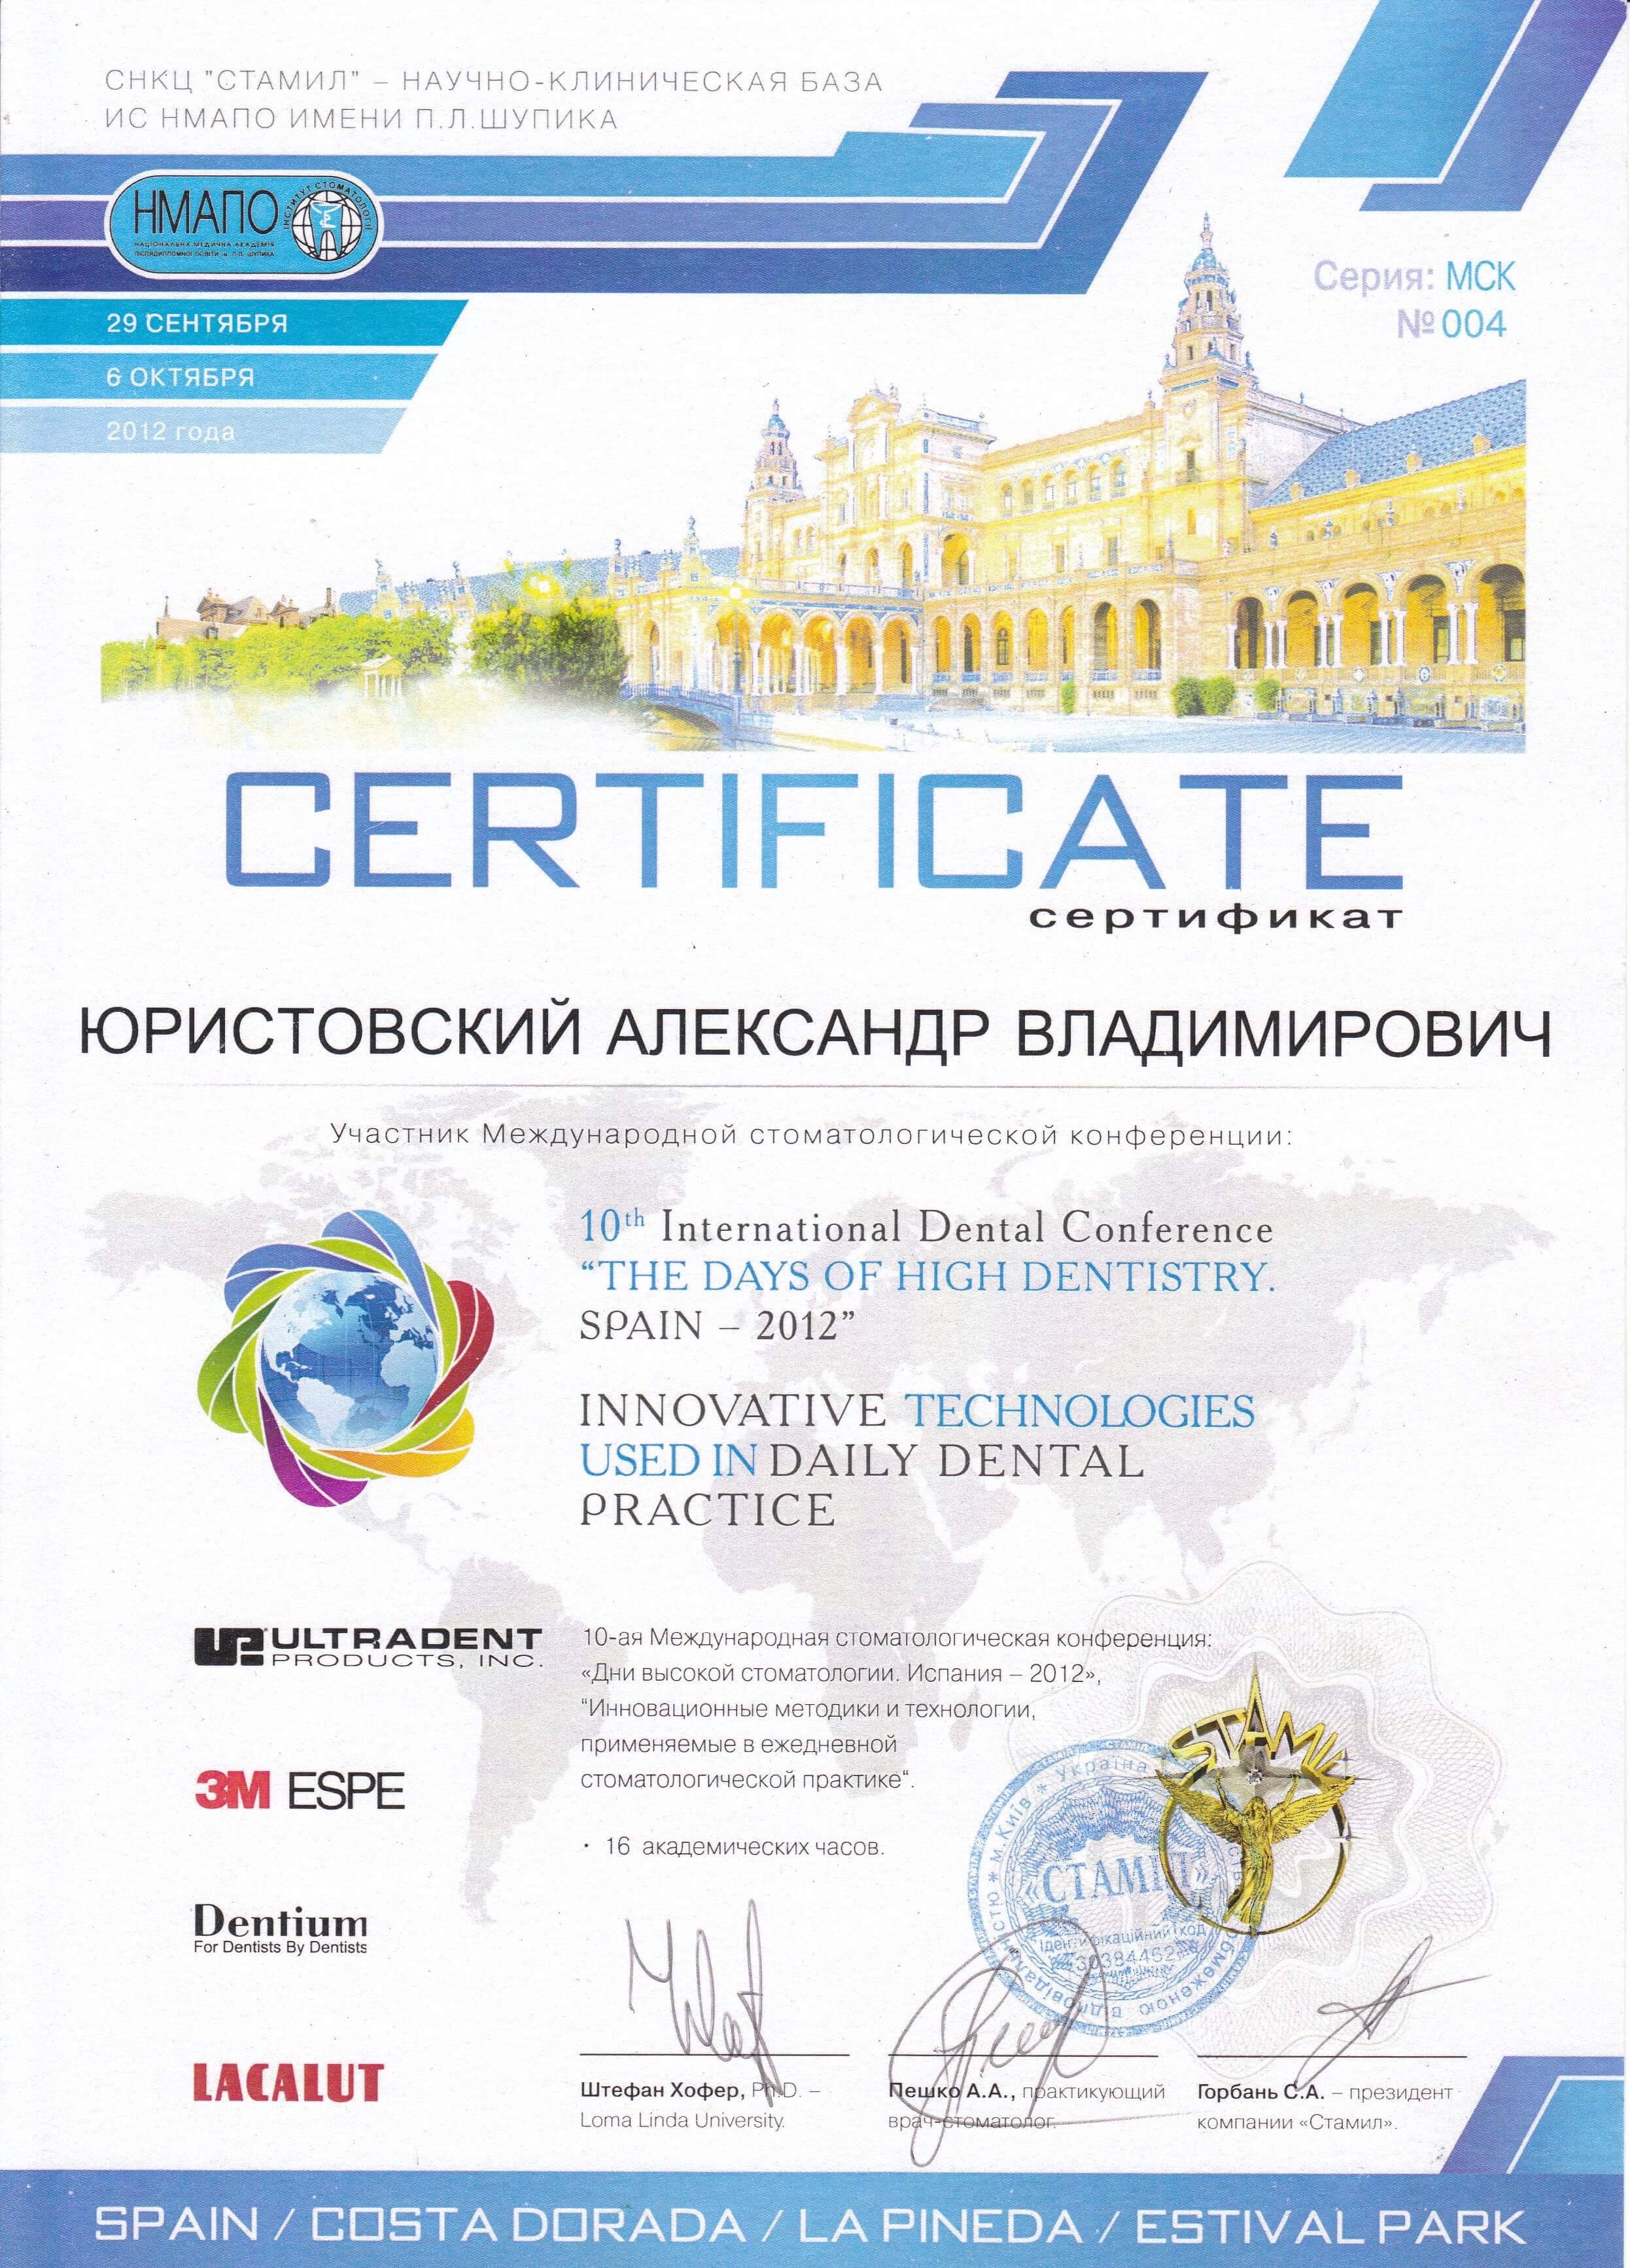 СНКЦ "СТАМИЛ" – НАУЧНО-КЛИНИЧЕСКАЯ БАЗА
ИС НМАПО ИМЕНИ П.Л.ШУПИКА
НМАПО
НАЦІОНАЛЬНА МЕДИЧНА АКАДЕМІЯ
ПІСЛЯДИПЛОМНОЇ ОСВІТИ ім. П.Л. ШУПИКА
ІНСТИТУТ СТОМАТОЛОГІЇ
Серия: МСК
№ 004
29 СЕНТЯБРЯ
6 ОКТЯБРЯ
2012 года
CERTIFICATE
сертификат
ЮРИСТОВСКИЙ АЛЕКСАНДР ВЛАДИМИРОВИЧ
Участник Международной стоматологической конференции:
10th International Dental Conference
“THE DAYS OF HIGH DENTISTRY.
SPAIN – 2012”
INNOVATIVE TECHNOLOGIES
USED IN DAILY DENTAL
PRACTICE
ULTRADENT
PRODUCTS, INC.
10-ая Международная стоматологическая конференция:
«Дни высокой стоматологии. Испания – 2012»,
"Инновационные методики и технологии,
применяемые в ежедневной
стоматологической практике".
3M ESPE
· 16 академических часов.
STAMIL
Україна * м.Київ *
СТАМІЛ»
Ідентифікаційний код
30384452
Dentium
For Dentists By Dentists
LACALUT
Штефан Хофер, Ph.D. –
Loma Linda University.
Пешко А.А., практикующий
врач-стоматолог.
Горбань С.А. – президент
компании «Стамил».
SPAIN / COSTA DORADA / LA PINEDA / ESTIVAL PARK